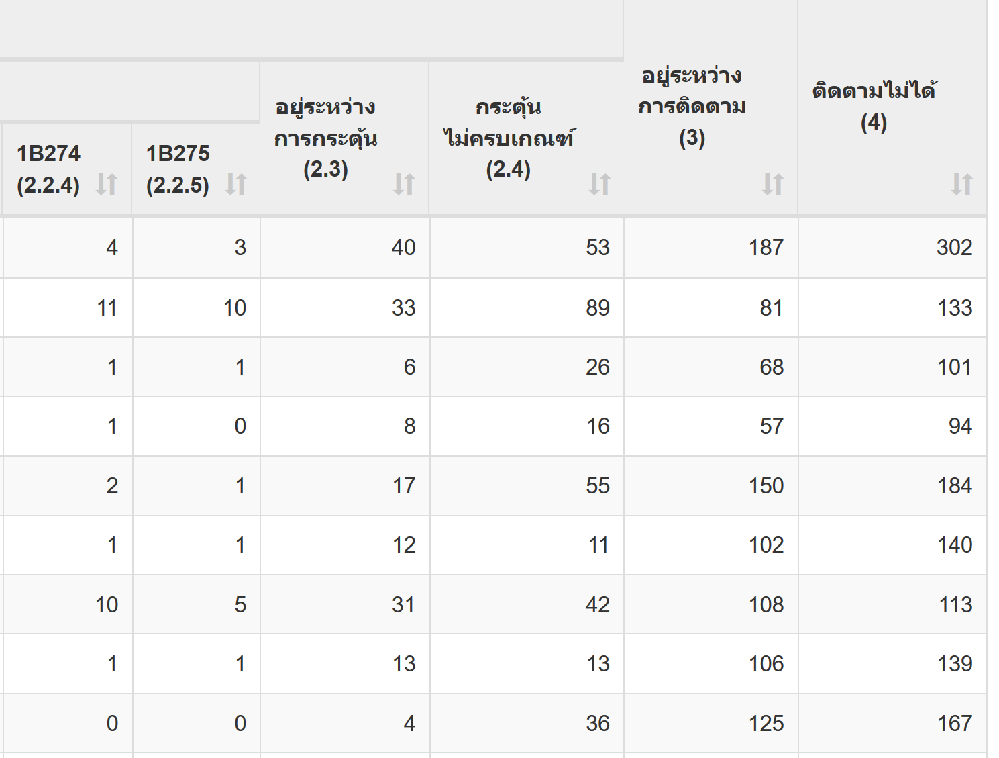 1B274
(2.2.4)
1B275
(2.2.5)
อยู่ระหว่าง
การกระตุ้น
(2.3)
กระตุ้น
ไม่ครบเกณฑ์
(2.4)
อยู่ระหว่าง
การติดตาม
(3)
ติดตามไม่ได้
(4)
4 3 40 53 187 302
11 10 33 89 81 133
1 1 6 26 68 101
1 0 8 16 57 94
2 1 17 55 150 184
1 1 12 11 102 140
10 5 31 42 108 113
1 1 13 13 106 139
0 0 4 36 125 167